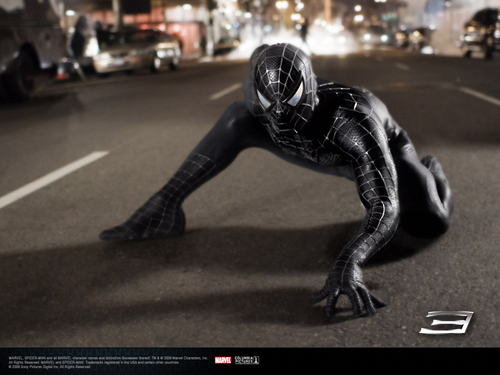 3
MARVEL, SPIDER-MAN and all MARVEL character names and distinctive likenesses thereof: TM & © 2006 Marvel Characters, Inc.
All Rights Reserved. MARVEL and SPIDER-MAN: Trademarks registered in the USA and certain other countries.
© 2006 Sony Pictures Digital Inc. All Rights Reserved.
MARVEL
COLUMBIA
PICTURES